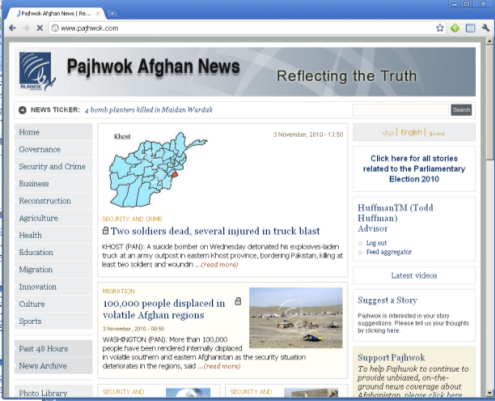 Pajhwok Afghan News | Re...
www.pajhwok.com
Pajhwok Afghan News
Reflecting the Truth
NEWS TICKER: 4 bomb planters killed in Maidan Wardak
Search
Home
Governance
Security and Crime
Business
Reconstruction
Agriculture
Health
Education
Migration
Innovation
Culture
Sports
Past 48 Hours
News Archive
Photo Library
Khost
3 November, 2010 - 13:50
SECURITY AND CRIME
Two soldiers dead, several injured in truck blast
KHOST (PAN): A suicide bomber on Wednesday detonated his explosives-laden
truck at an army outpost in eastern Khost province, bordering Pakistan, killing at
least two soldiers and woundin ...(read more)
MIGRATION
100,000 people displaced in
volatile Afghan regions
3 November, 2010 - 09:50
WASHINGTON (PAN): More than 100,000
people have been rendered internally displaced
in volatile southern and eastern Afghanistan as the security situation
deteriorates in the regions, said ...(read more)
SECURITY AND
SECURITY AND
| English |
Click here for all stories
related to the Parliamentary
Election 2010
HuffmanTM (Todd
Huffman)
Advisor
Log out
Feed aggregator
Latest videos
Suggest a Story
Pajhwok is interested in your story
suggestions. Please tell us your thoughts
by clicking here.
Support Pajhwok
To help Pajhwok to continue to
provide unbiased, on-the-
ground news coverage about
Afghanistan, please click here